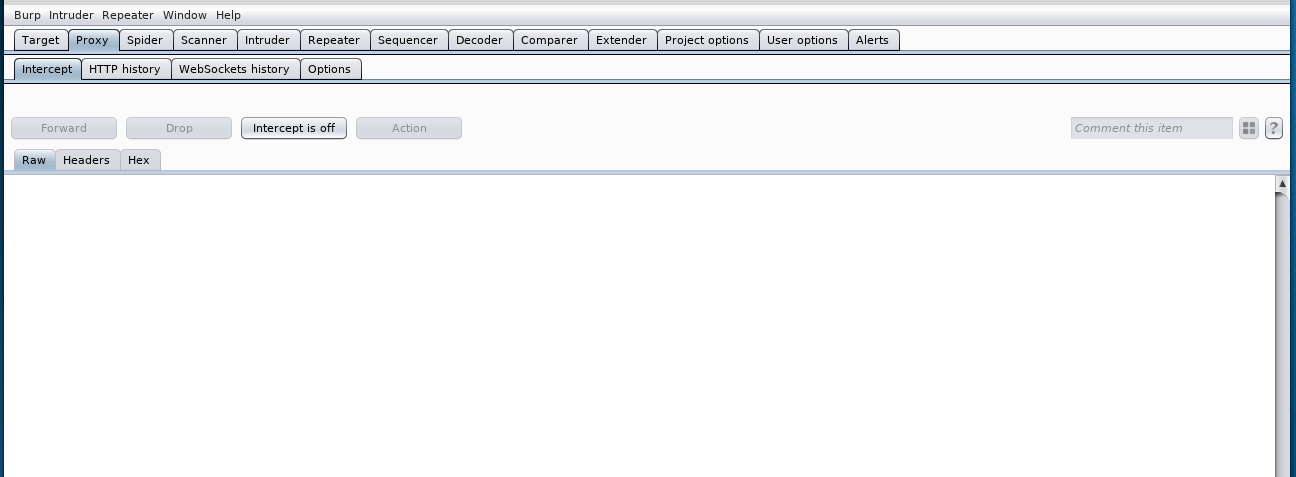 Burp Intruder Repeater Window Help
Target Proxy Spider Scanner Intruder Repeater Sequencer Decoder Comparer Extender Project options User options Alerts
Intercept HTTP history WebSockets history Options
Forward Drop Intercept is off Action Comment this item ?
Raw Headers Hex